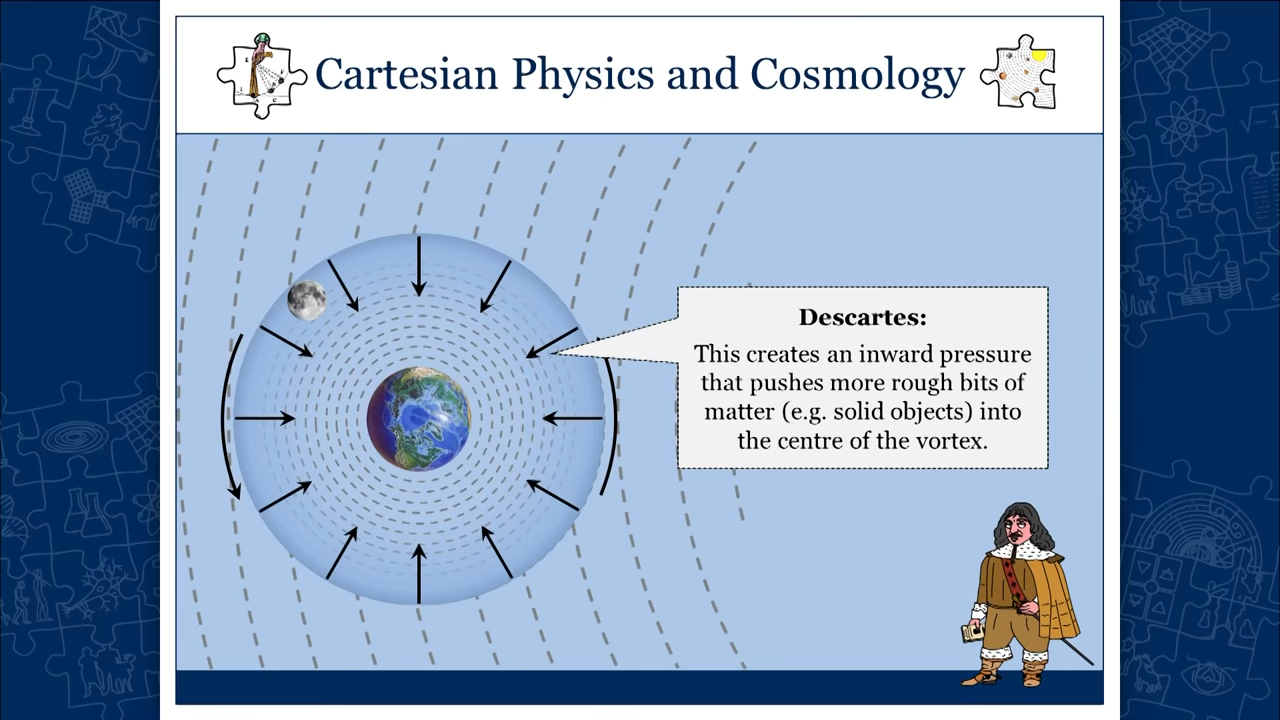 Cartesian Physics and Cosmology
Descartes:
This creates an inward pressure
that pushes more rough bits of
matter (e.g. solid objects) into
the centre of the vortex.